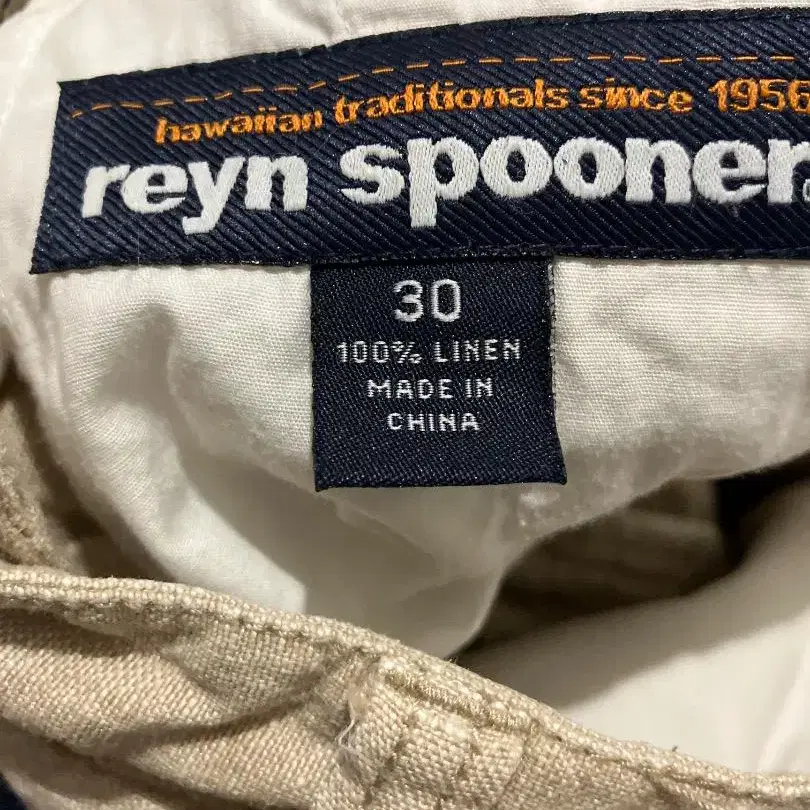 hawaiian traditionals since 1956
reyn spooner.
30
100% LINEN
MADE IN
CHINA